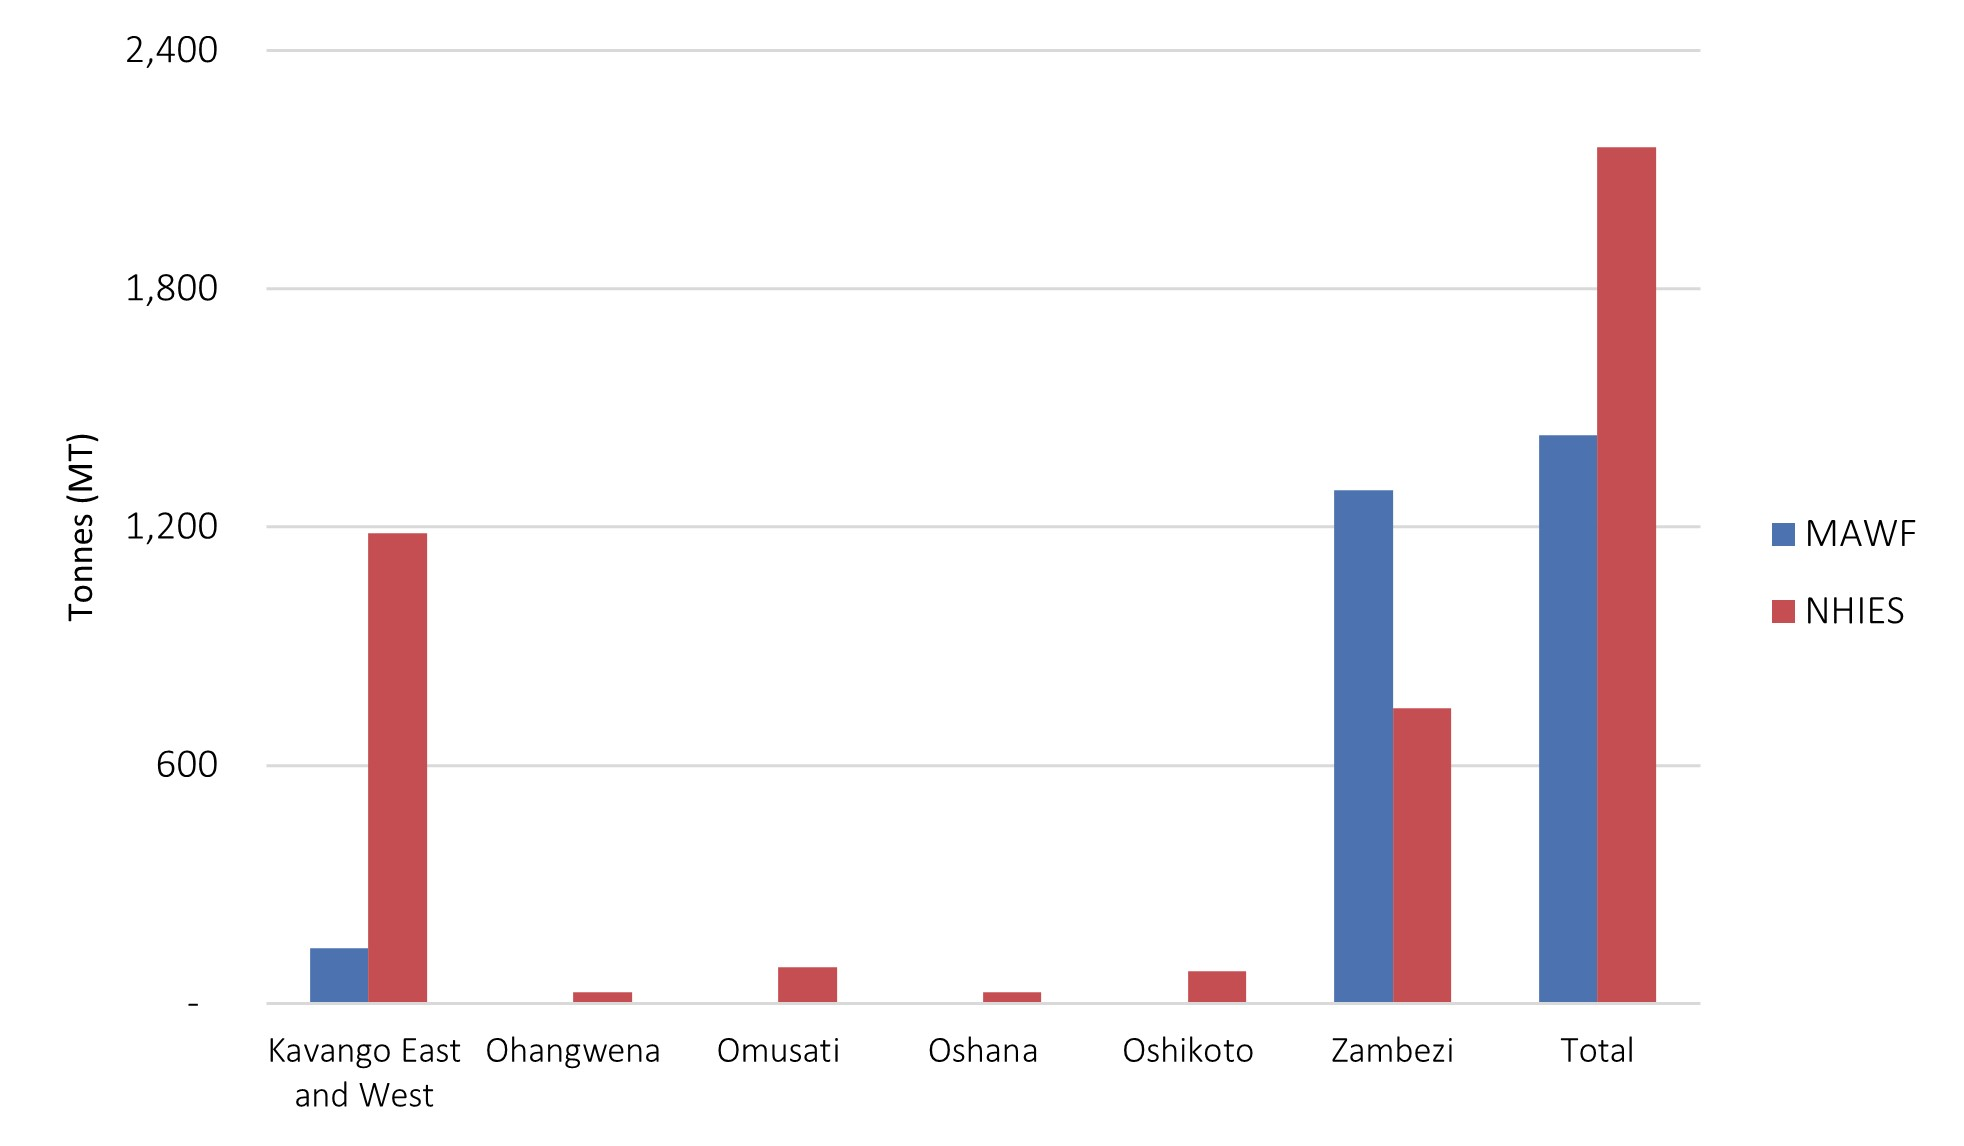 2,400
1,800
1,200
600
-
Tonnes (MT)
Kavango East
and West
Ohangwena
Omusati
Oshana
Oshikoto
Zambezi
Total
MAWF
NHIES